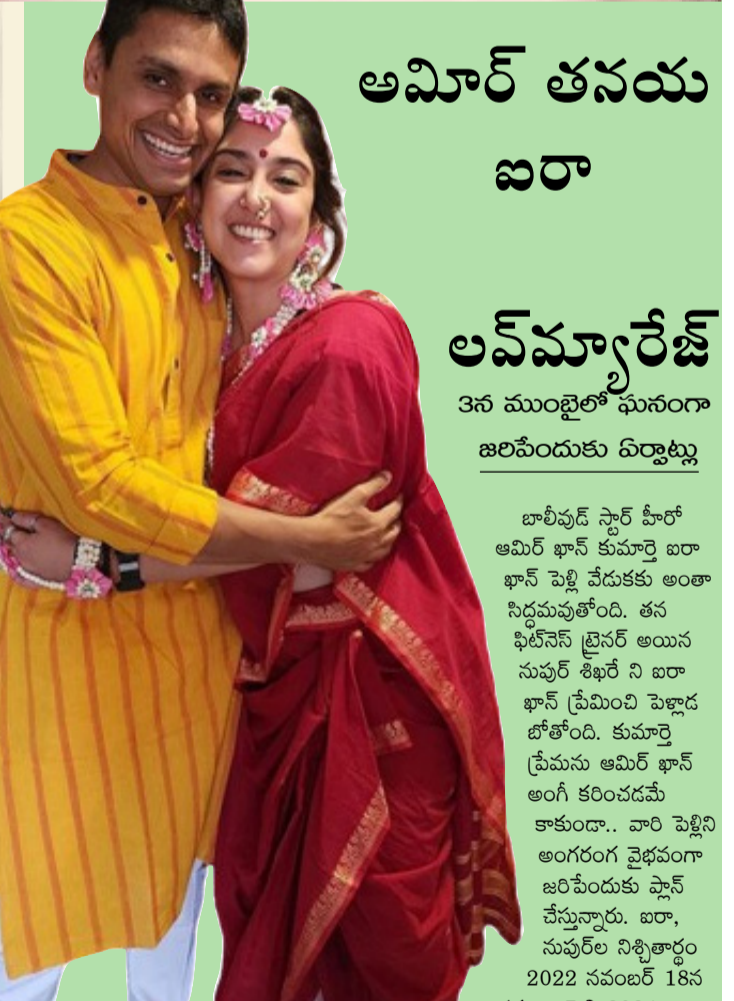 అమీర్ తనయ
ఐరా
లవ్‌మ్యారేజ్
3న ముంబైలో ఘనంగా
జరిపేందుకు ఏర్పాట్లు
బాలీవుడ్ స్టార్ హీరో
ఆమిర్ ఖాన్ కుమార్తె ఐరా
ఖాన్ పెళ్లి వేడుకకు అంతా
సిద్ధమవుతోంది. తన
ఫిట్‌నెస్ ట్రైనర్ అయిన
నుపుర్ శిఖరే ని ఐరా
ఖాన్ ప్రేమించి పెళ్లాడ
బోతోంది. కుమార్తె
ప్రేమను ఆమిర్ ఖాన్
అంగీ కరించడమే
కాకుండా.. వారి పెళ్లిని
అంగరంగ వైభవంగా
జరిపేందుకు ప్లాన్
చేస్తున్నారు. ఐరా,
నుపుర్‌ల నిశ్చితార్థం
2022 నవంబర్ 18న